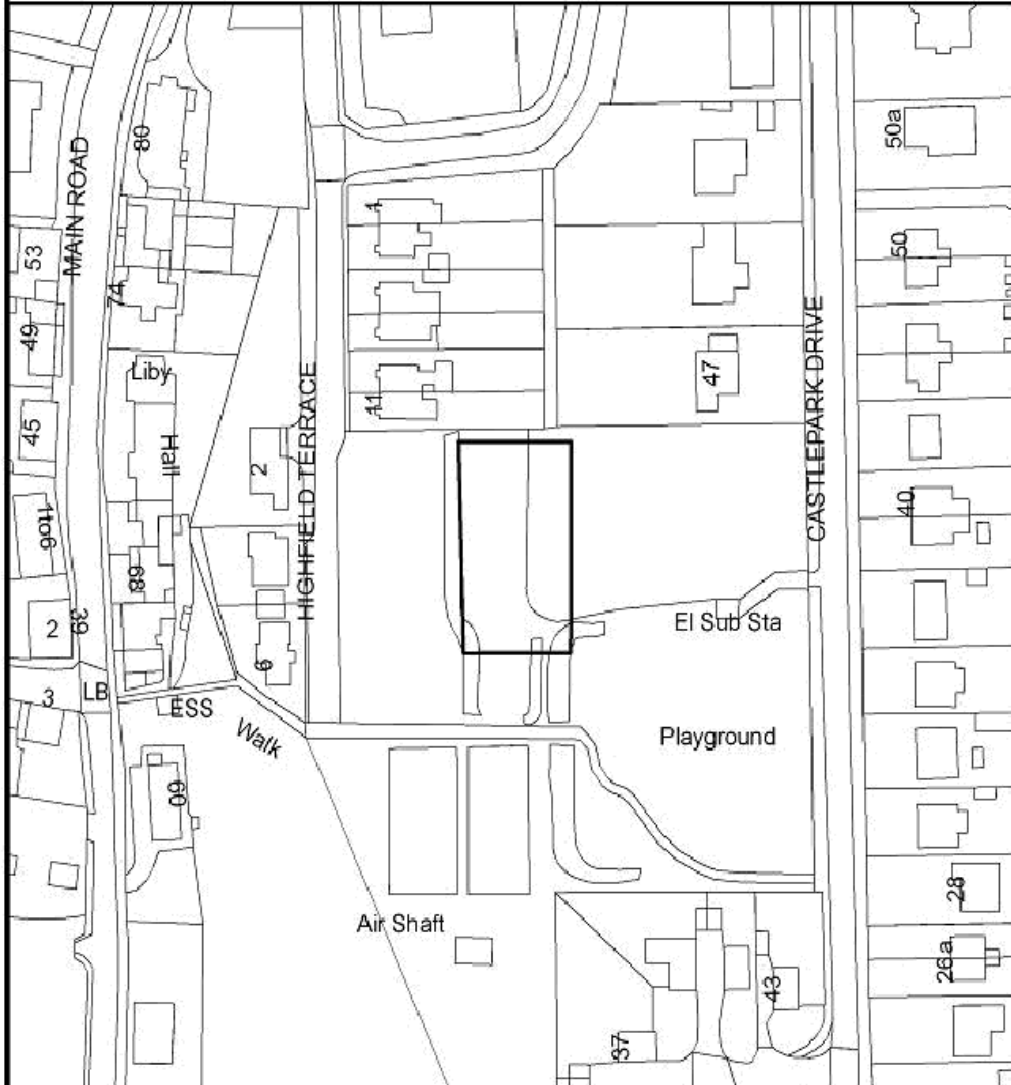 80
MAIN ROAD
50a
1
53
50
74
49
CASTLEPARK DRIVE
Liby
47
HIGHFIELD TERRACE
11
45
Hall
2
40
1to6
68
39
2
El Sub Sta
6
3
LB
ESS
Walk
Playground
60
28
Air Shaft
26a
43
37